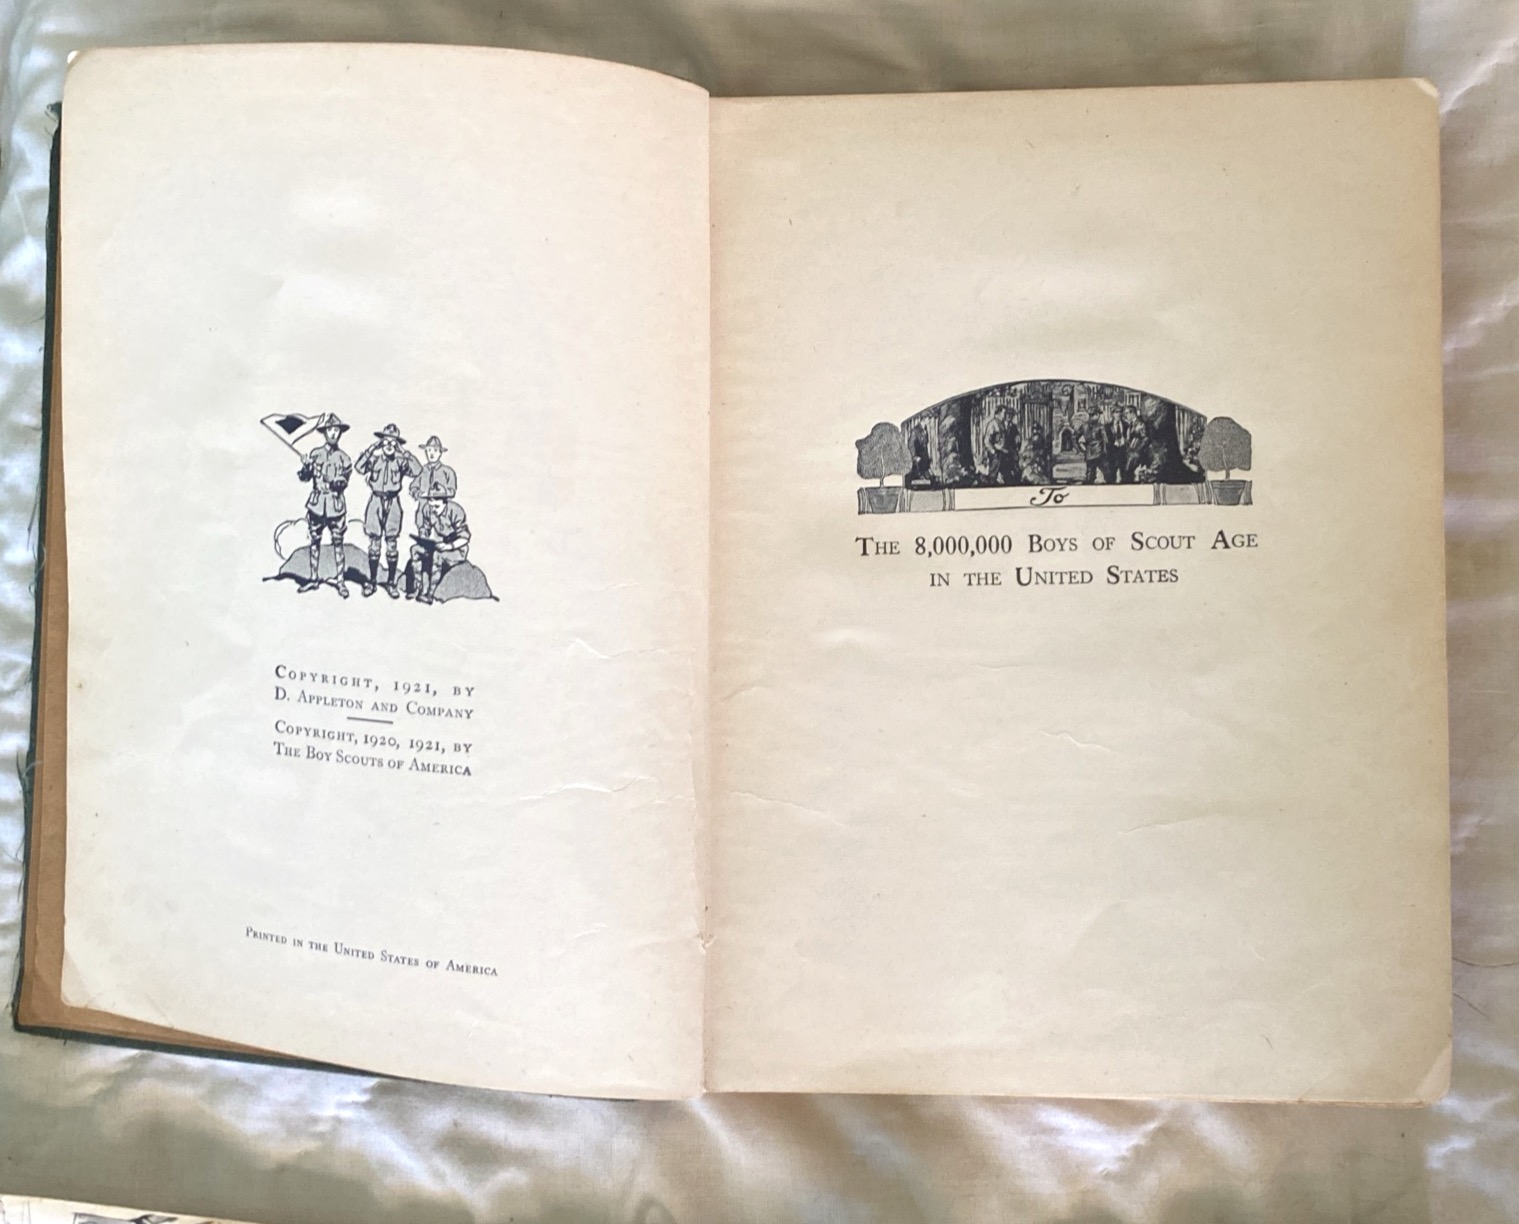 Copyright, 1921, by
D. Appleton and Company
Copyright, 1920, 1921, by
The Boy Scouts of America
Printed in the United States of America
To
The 8,000,000 Boys of Scout Age
in the United States